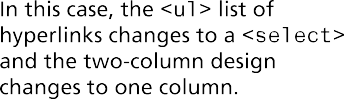 In this case, the <ul> list of
hyperlinks changes to a <select>
and the two-column design
changes to one column.